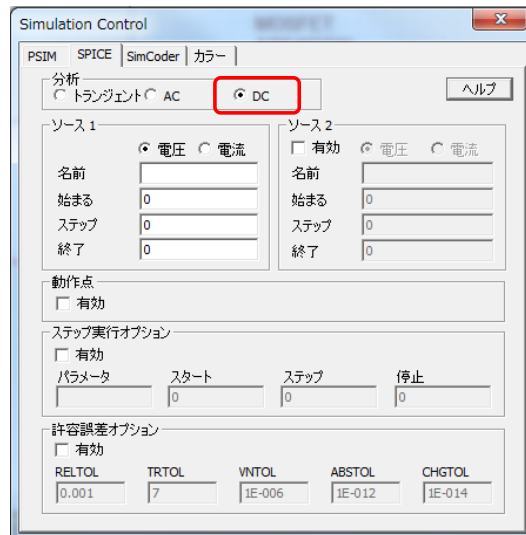 Simulation Control
PSIM SPICE SimCoder カラー
分析
トランジェント AC DC
ヘルプ
ソース 1 ソース 2
電圧 電流 有効 電圧 電流
名前 名前
始まる 0 始まる 0
ステップ 0 ステップ 0
終了 0 終了 0
動作点
有効
ステップ実行オプション
有効
パラメータ スタート ステップ 停止
0 0 0
許容誤差オプション
有効
RELTOL TRTOL VNTOL ABSTOL CHGTOL
0.001 7 1E-006 1E-012 1E-014